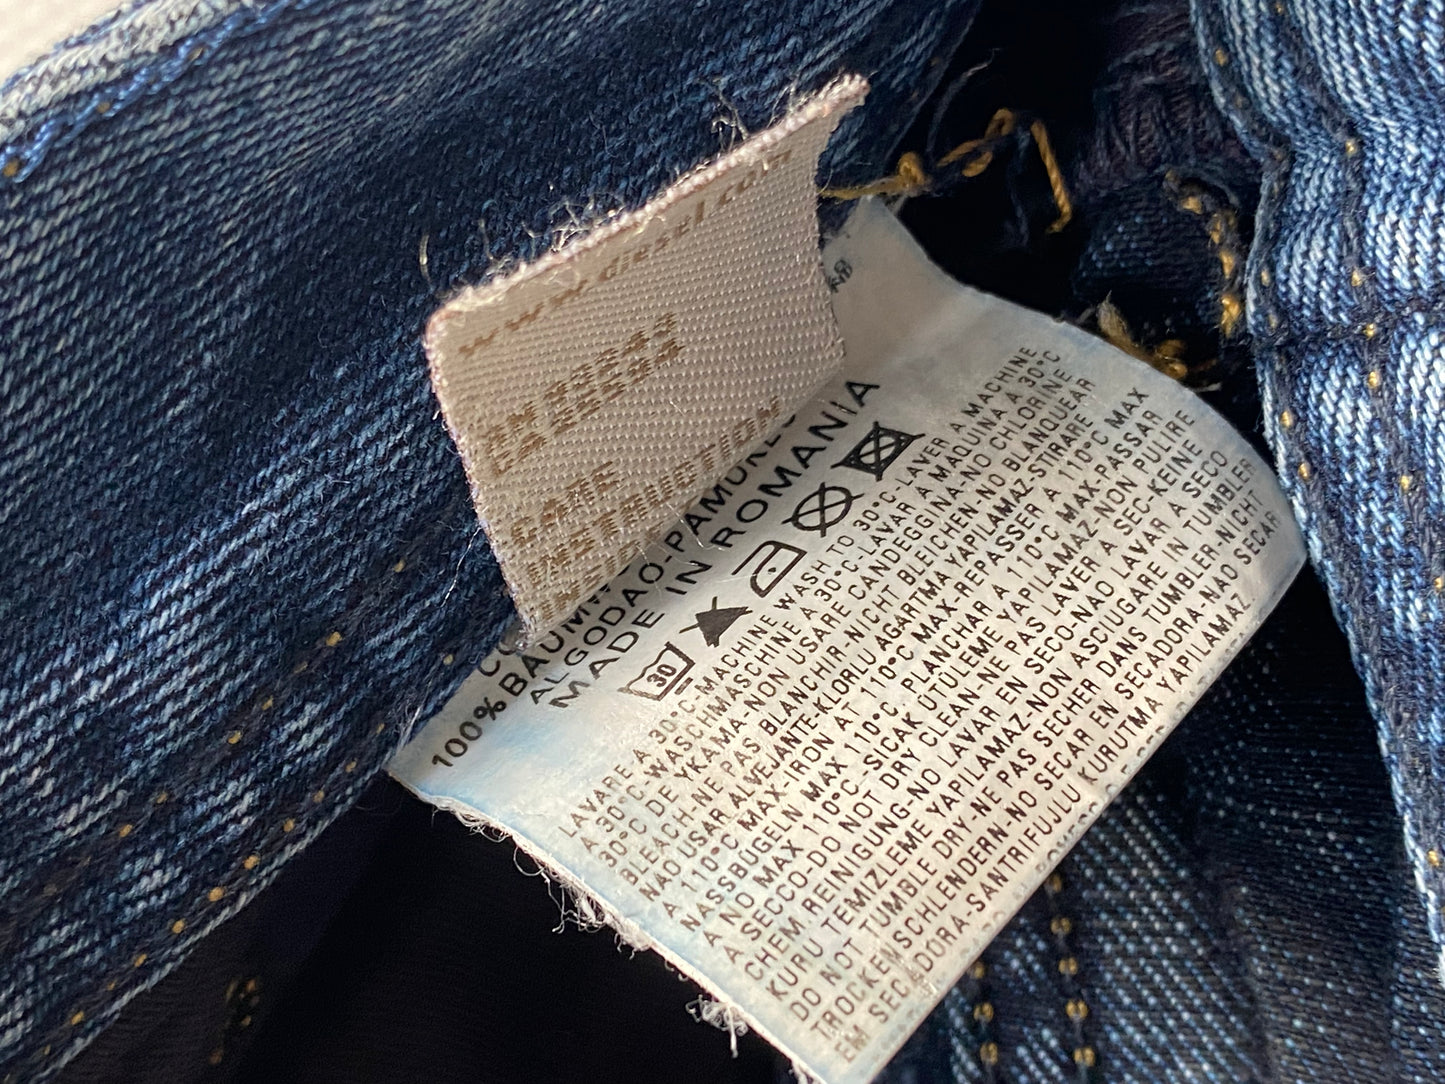 www.diesel.com
CARE
INSTRUCTION
100% BAUMW
ALGODAO-PAMUKLU
MADE IN ROMANIA
30
LAVARE A 30°C-MACHINE WASH TO 30°C-LAVER A MACHINE
A 30°C-WASCHMASCHINE A 30°C-LAVAR A MAQUINA A 30°C
30°C DE YKAMA-NON USARE CANDEGGINA-NO CHLORINE
BLEACH-NE PAS BLANCHIR-NICHT BLEICHEN-NO BLANQUEAR
NAO USAR ALVEJANTE-KLORLU AGARTMA YAPILAMAZ-STIRARE
A 110°C MAX-IRON AT 110°C MAX-REPASSER A 110°C MAX
NASSBUGELN MAX 110°C-PLANCHAR A 110°C MAX-PASSAR
A NO MAX 110°C-SICAK UTULEME YAPILAMAZ-NON PULIRE
A SECCO-DO NOT DRY CLEAN-NE PAS LAVER A SEC-KEINE
CHEM REINIGUNG-NO LAVAR EN SECO-NAO LAVAR A SECO
KURU TEMIZLEME YAPILAMAZ-NON ASCIUGARE IN TUMBLER
DO NOT TUMBLE DRY-NE PAS SECHER DANS TUMBLER-NICHT
TROCKENSCHLENDERN-NO SECAR EN SECADORA-NAO SECAR
EM SECADORA-SANTRIFUJLU KURUTMA YAPILAMAZ